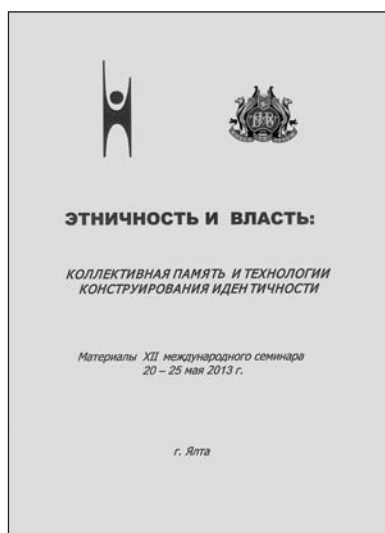 ЭТНИЧНОСТЬ И ВЛАСТЬ:
КОЛЛЕКТИВНАЯ ПАМЯТЬ И ТЕХНОЛОГИИ
КОНСТРУИРОВАНИЯ ИДЕНТИЧНОСТИ
Материалы XII международного семинара
20 – 25 мая 2013 г.
г. Ялта